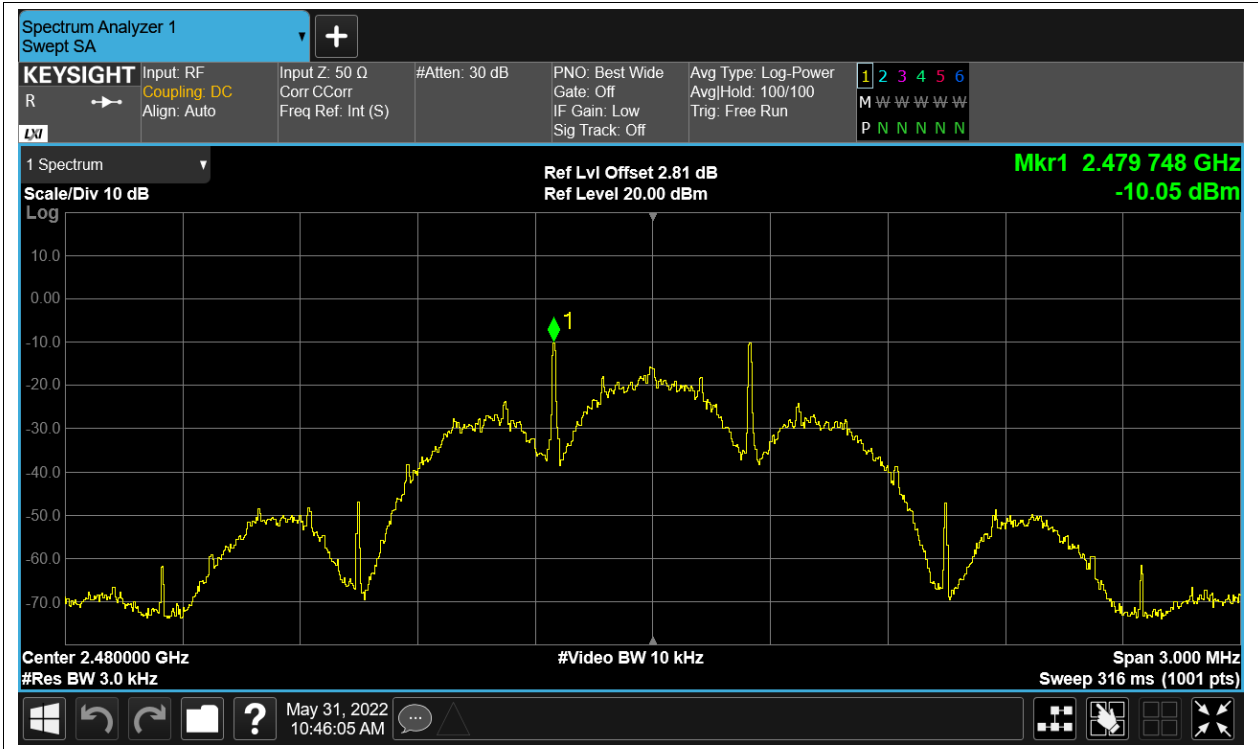 Spectrum Analyzer 1
Swept SA
KEYSIGHT
R
LXI
Input: RF
Coupling: DC
Align: Auto
Input Z: 50 Ω
Corr CCorr
Freq Ref: Int (S)
#Atten: 30 dB
PNO: Best Wide
Gate: Off
IF Gain: Low
Sig Track: Off
Avg Type: Log-Power
Avg|Hold: 100/100
Trig: Free Run
1 2 3 4 5 6
M W W W W W
P N N N N N
1 Spectrum
Scale/Div 10 dB
Log
Ref Lvl Offset 2.81 dB
Ref Level 20.00 dBm
Mkr1 2.479 748 GHz
-10.05 dBm
10.0
0.00
-10.0
-20.0
-30.0
-40.0
-50.0
-60.0
-70.0
1
Center 2.480000 GHz
#Video BW 10 kHz
Span 3.000 MHz
#Res BW 3.0 kHz
Sweep 316 ms (1001 pts)
?
May 31, 2022
10:46:05 AM